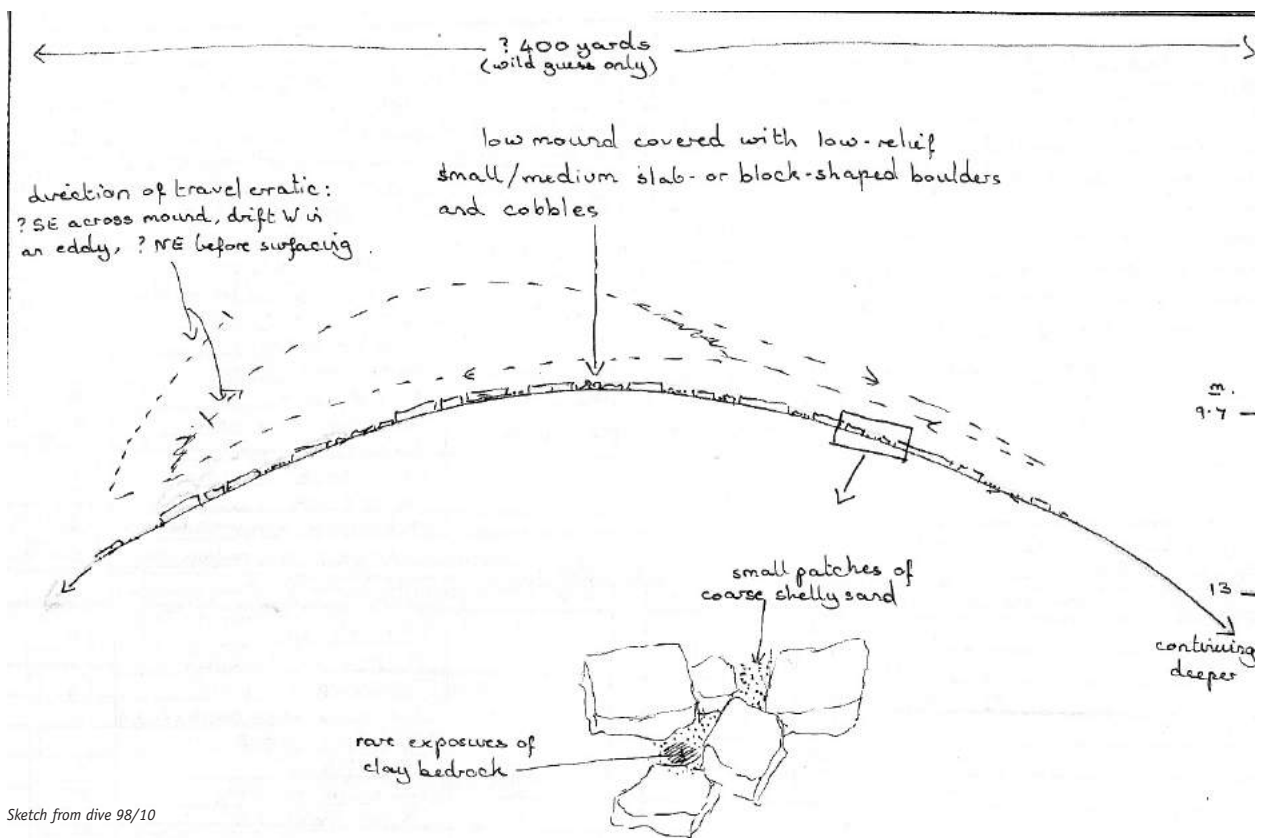 ? 400 yards
(wild guess only)
low mound covered with low-relief
small/medium slab- or block-shaped boulders
and cobbles
direction of travel erratic:
? SE across mound, drift W in
an eddy, ? NE before surfacing.
m.
9.7
13
continuing
deeper
small patches of
coarse shelly sand
rare exposures of
clay bedrock
Sketch from dive 98/10